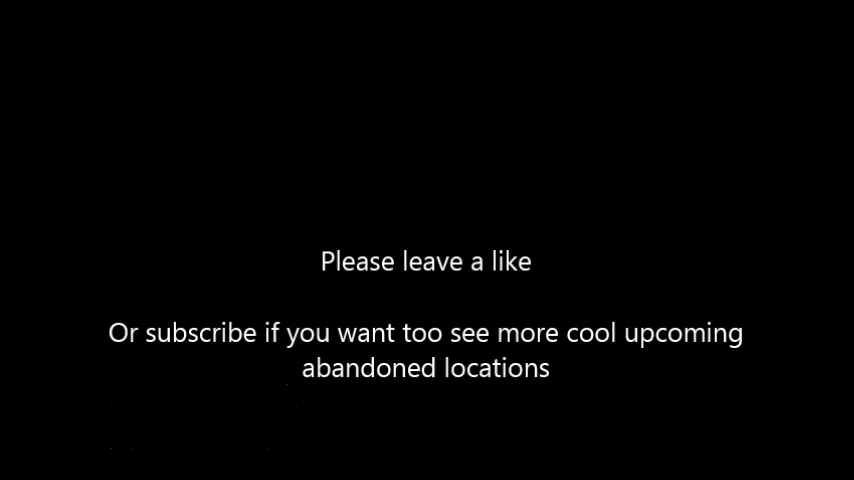 Please leave a like
Or subscribe if you want too see more cool upcoming
abandoned locations